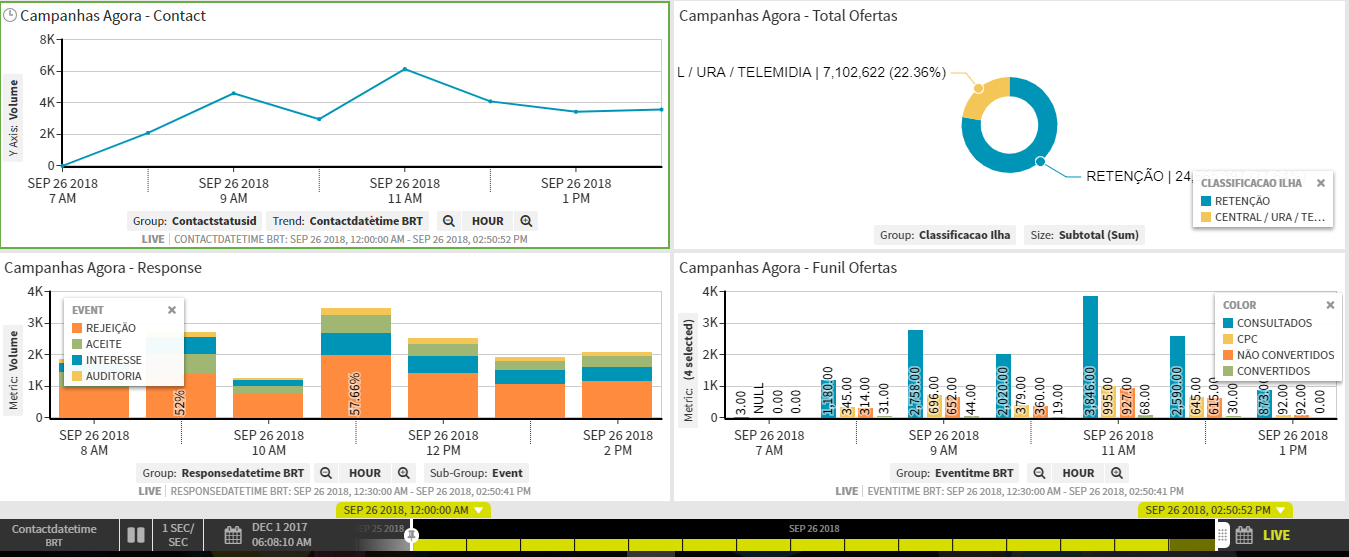 Campanhas Agora - Contact
8K
6K
4K
2K
0
Y Axis: Volume
SEP 26 2018
7 AM
SEP 26 2018
9 AM
SEP 26 2018
11 AM
SEP 26 2018
1 PM
Group: Contactstatusid
Trend: Contactdatetime BRT
HOUR
LIVE | CONTACTDATETIME BRT: SEP 26 2018, 12:00:00 AM - SEP 26 2018, 02:50:52 PM
Campanhas Agora - Total Ofertas
L / URA / TELEMIDIA | 7,102,622 (22.36%)
RETENÇÃO | 24,
CLASSIFICACAO ILHA
RETENÇÃO
CENTRAL / URA / TE...
Group: Classificacao Ilha
Size: Subtotal (Sum)
Campanhas Agora - Response
4K
3K
2K
1K
0
Metric: Volume
EVENT
REJEIÇÃO
ACEITE
INTERESSE
AUDITORIA
52%
57.66%
SEP 26 2018
8 AM
SEP 26 2018
10 AM
SEP 26 2018
12 PM
SEP 26 2018
2 PM
Group: Responsedatetime BRT
HOUR
Sub-Group: Event
LIVE | RESPONSEDATETIME BRT: SEP 26 2018, 12:30:00 AM - SEP 26 2018, 02:50:41 PM
Campanhas Agora - Funil Ofertas
4K
3K
2K
1K
0
Metric: (4 selected)
3.00
NULL
0.00
0.00
1,180.00
345.00
314.00
31.00
2,758.00
696.00
652.00
44.00
2,020.00
379.00
360.00
19.00
3,846.00
995.00
927.00
68.00
2,590.00
645.00
615.00
30.00
873.00
92.00
92.00
0.00
COLOR
CONSULTADOS
CPC
NÃO CONVERTIDOS
CONVERTIDOS
SEP 26 2018
7 AM
SEP 26 2018
9 AM
SEP 26 2018
11 AM
SEP 26 2018
1 PM
Group: Eventitme BRT
HOUR
LIVE | EVENTITME BRT: SEP 26 2018, 12:30:00 AM - SEP 26 2018, 02:50:41 PM
SEP 26 2018, 12:00:00 AM
SEP 26 2018, 02:50:52 PM
Contactdatetime
BRT
1 SEC/
SEC
DEC 1 2017
06:08:10 AM
SEP 25 2018
SEP 26 2018
LIVE